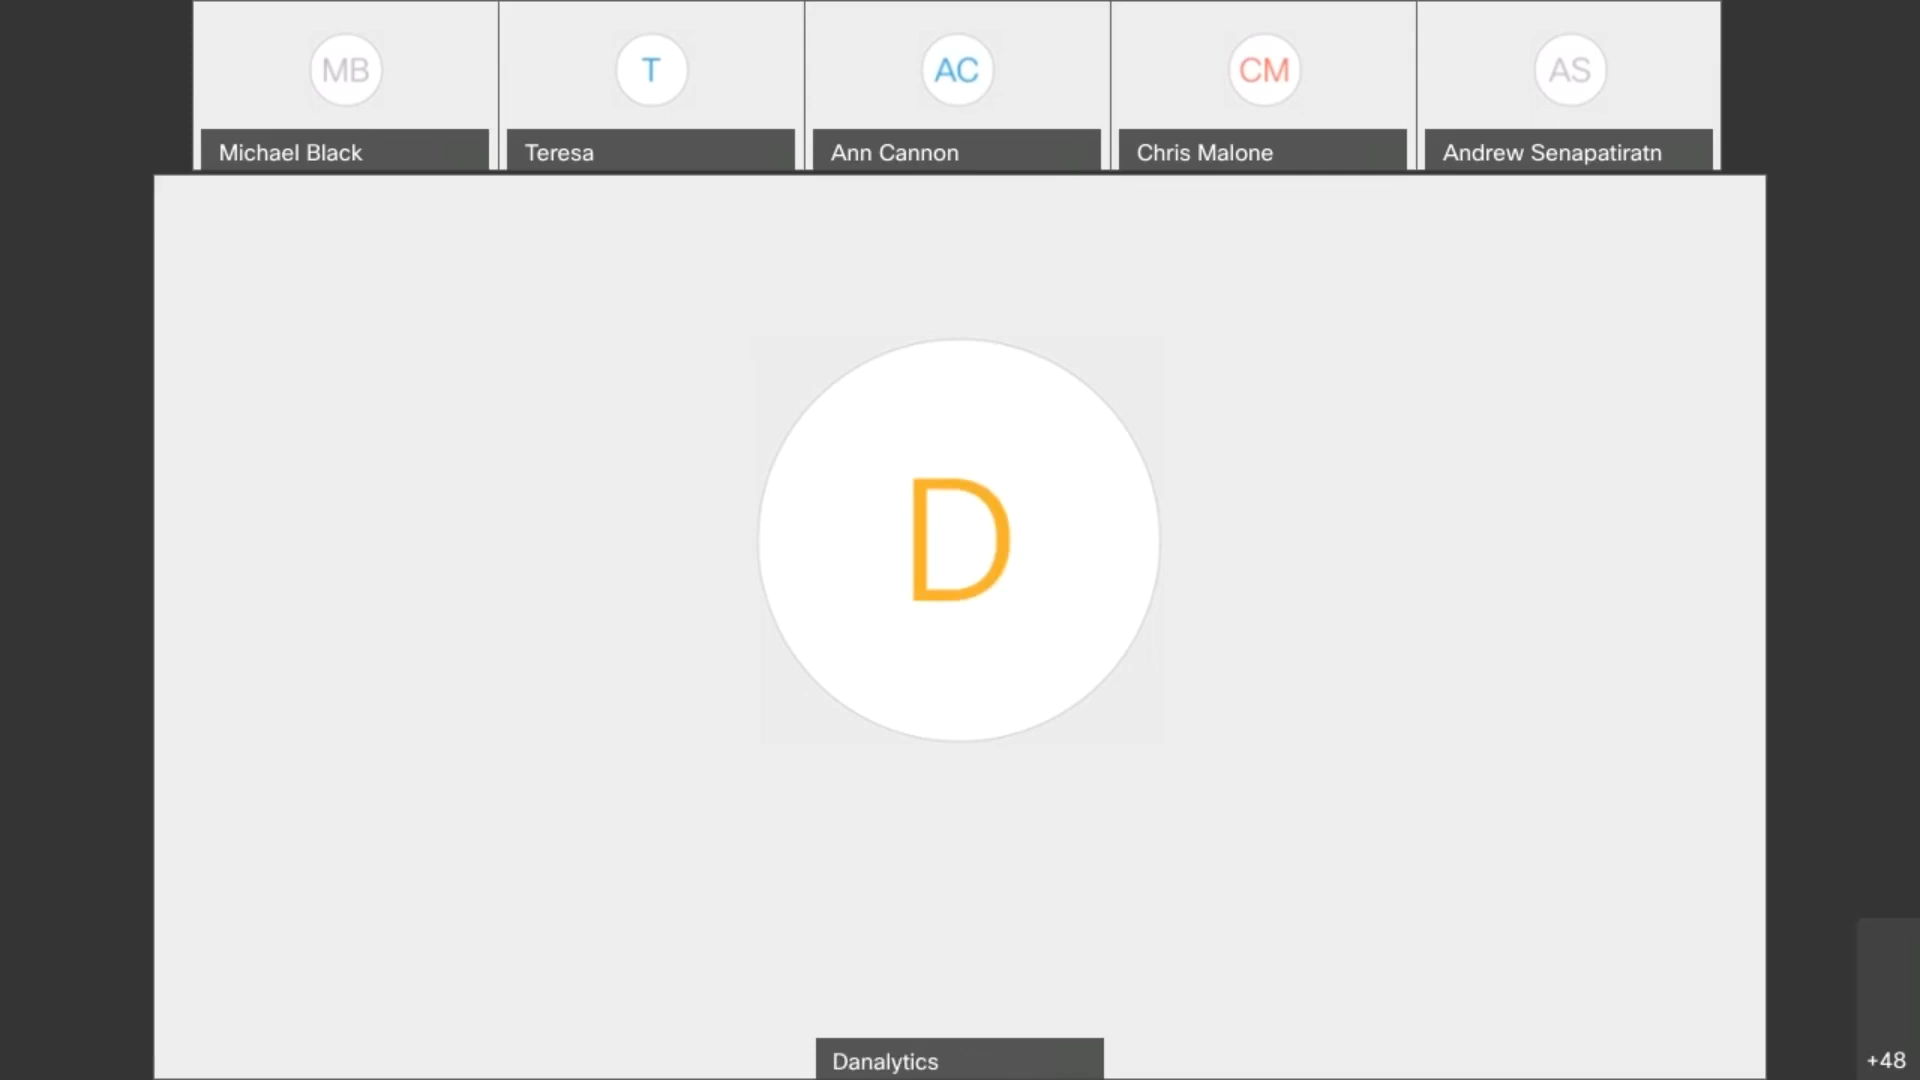 MB
T
AC
CM
AS
Michael Black
Teresa
Ann Cannon
Chris Malone
Andrew Senapatiratn
D
Danalytics
+48